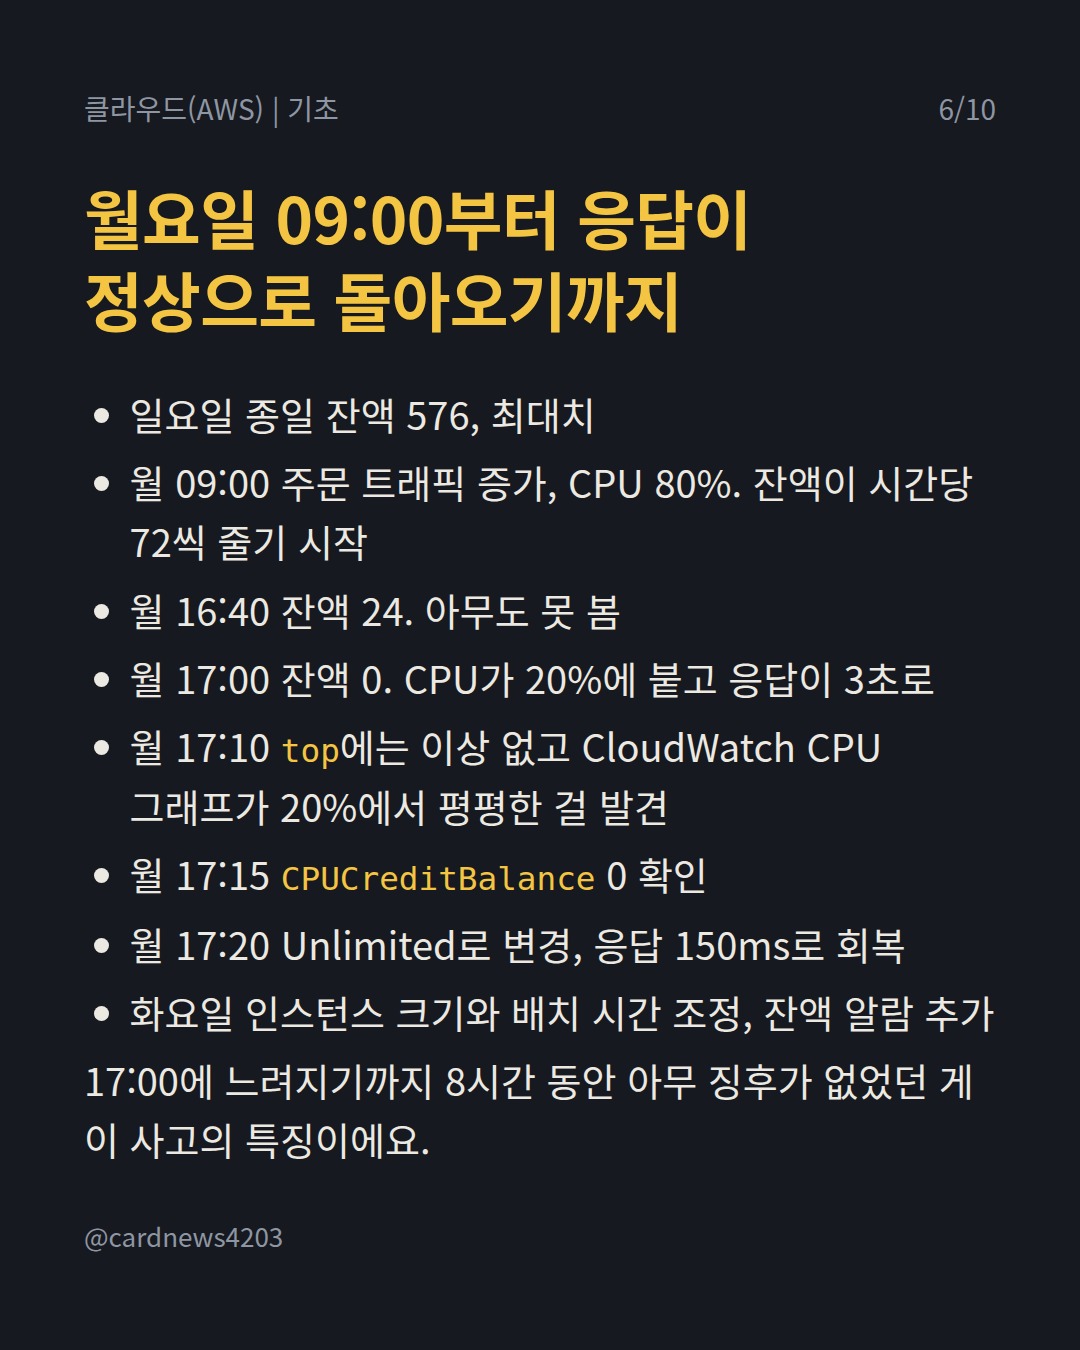 클라우드(AWS) | 기초
6/10
월요일 09:00부터 응답이
정상으로 돌아오기까지
• 일요일 종일 잔액 576, 최대치
• 월 09:00 주문 트래픽 증가, CPU 80%. 잔액이 시간당
72씩 줄기 시작
• 월 16:40 잔액 24. 아무도 못 봄
• 월 17:00 잔액 0. CPU가 20%에 붙고 응답이 3초로
• 월 17:10 top에는 이상 없고 CloudWatch CPU
그래프가 20%에서 평평한 걸 발견
• 월 17:15 CPUCreditBalance 0 확인
• 월 17:20 Unlimited로 변경, 응답 150ms로 회복
• 화요일 인스턴스 크기와 배치 시간 조정, 잔액 알람 추가
17:00에 느려지기까지 8시간 동안 아무 징후가 없었던 게
이 사고의 특징이에요.
@cardnews4203